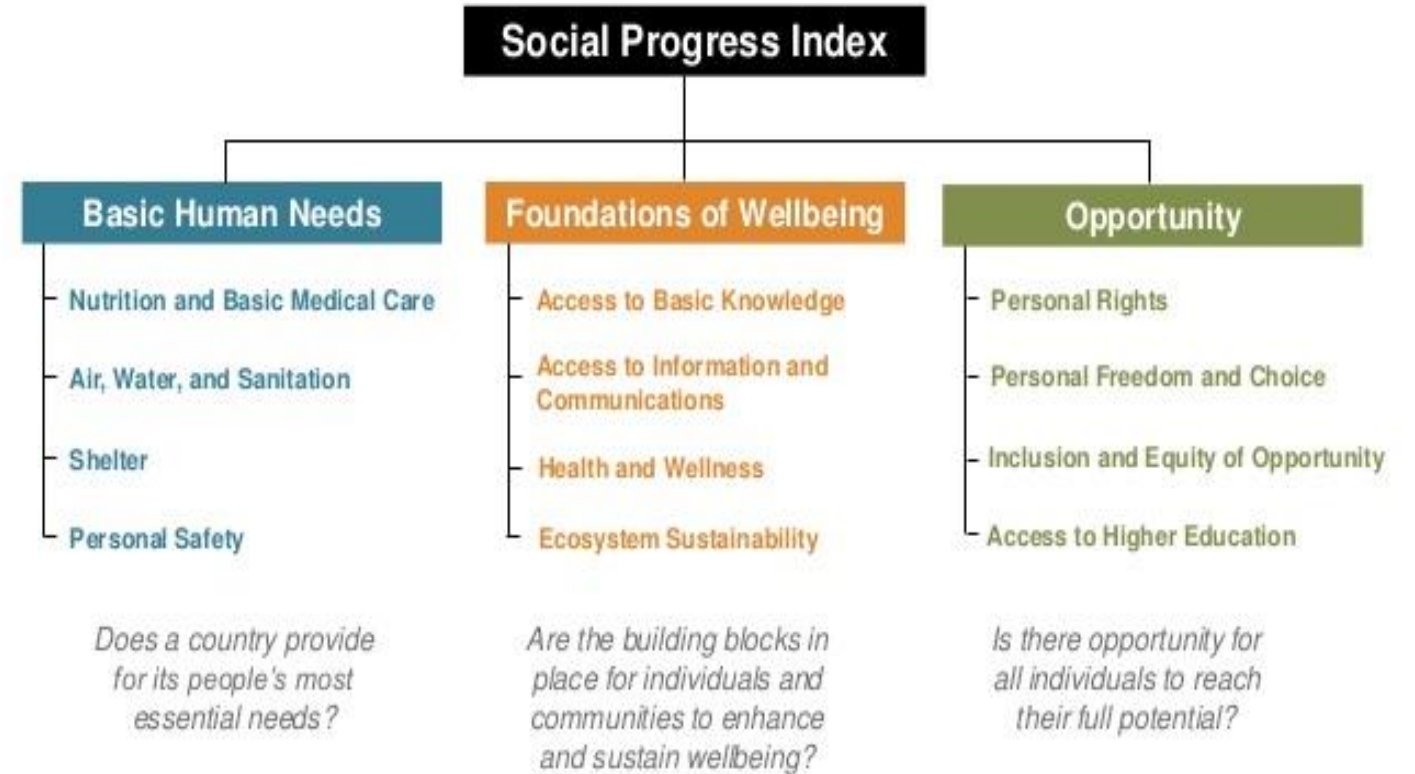 Social Progress Index
Basic Human Needs
Nutrition and Basic Medical Care
Air, Water, and Sanitation
Shelter
Personal Safety
Does a country provide
for its people's most
essential needs?
Foundations of Wellbeing
Access to Basic Knowledge
Access to Information and
Communications
Health and Wellness
Ecosystem Sustainability
Are the building blocks in
place for individuals and
communities to enhance
and sustain wellbeing?
Opportunity
Personal Rights
Personal Freedom and Choice
Inclusion and Equity of Opportunity
Access to Higher Education
Is there opportunity for
all individuals to reach
their full potential?